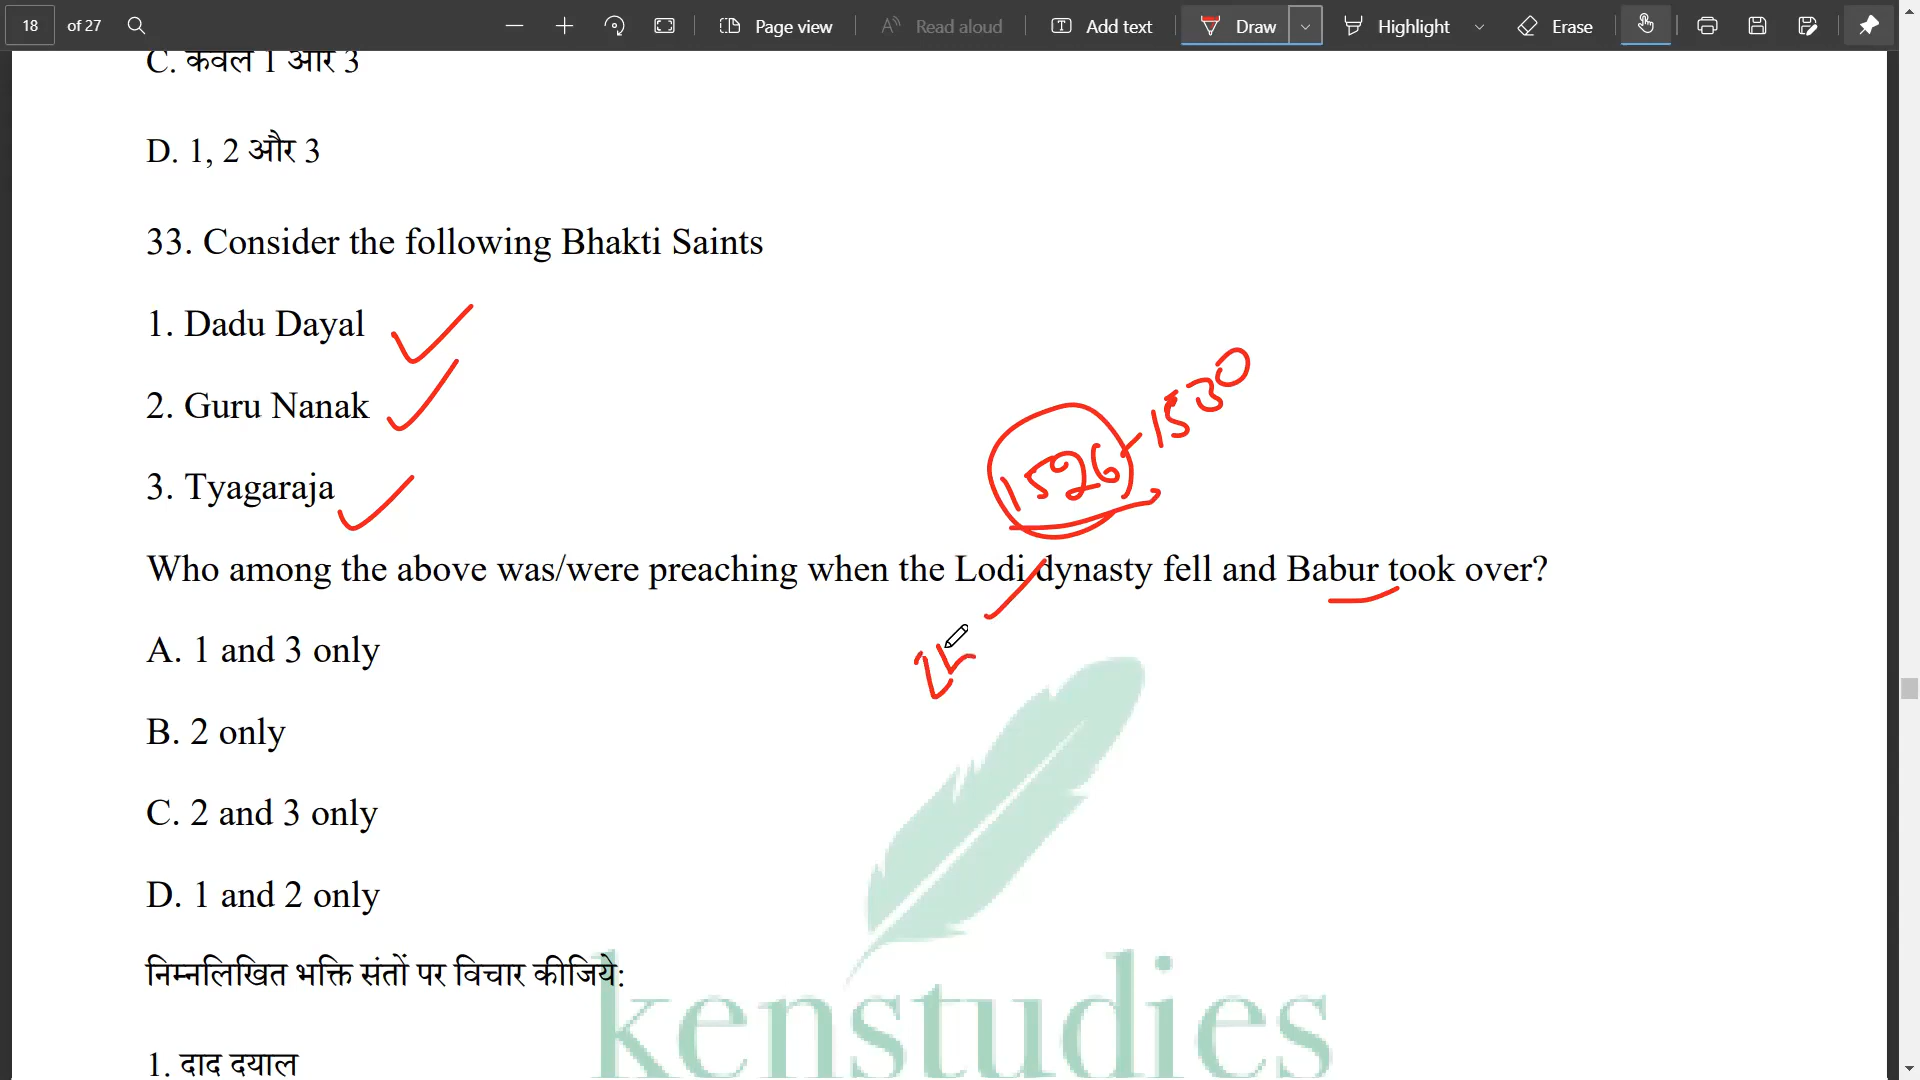 18 of 27 Page view Read aloud Add text Draw Highlight Erase
C. केवल 1 और 3
D. 1, 2 और 3
33. Consider the following Bhakti Saints
1. Dadu Dayal
2. Guru Nanak
3. Tyagaraja
1526-1530
Who among the above was/were preaching when the Lodi dynasty fell and Babur took over?
A. 1 and 3 only
B. 2 only
C. 2 and 3 only
D. 1 and 2 only
निम्नलिखित भक्ति संतों पर विचार कीजिये:
kenstudies
1. दाद दयाल